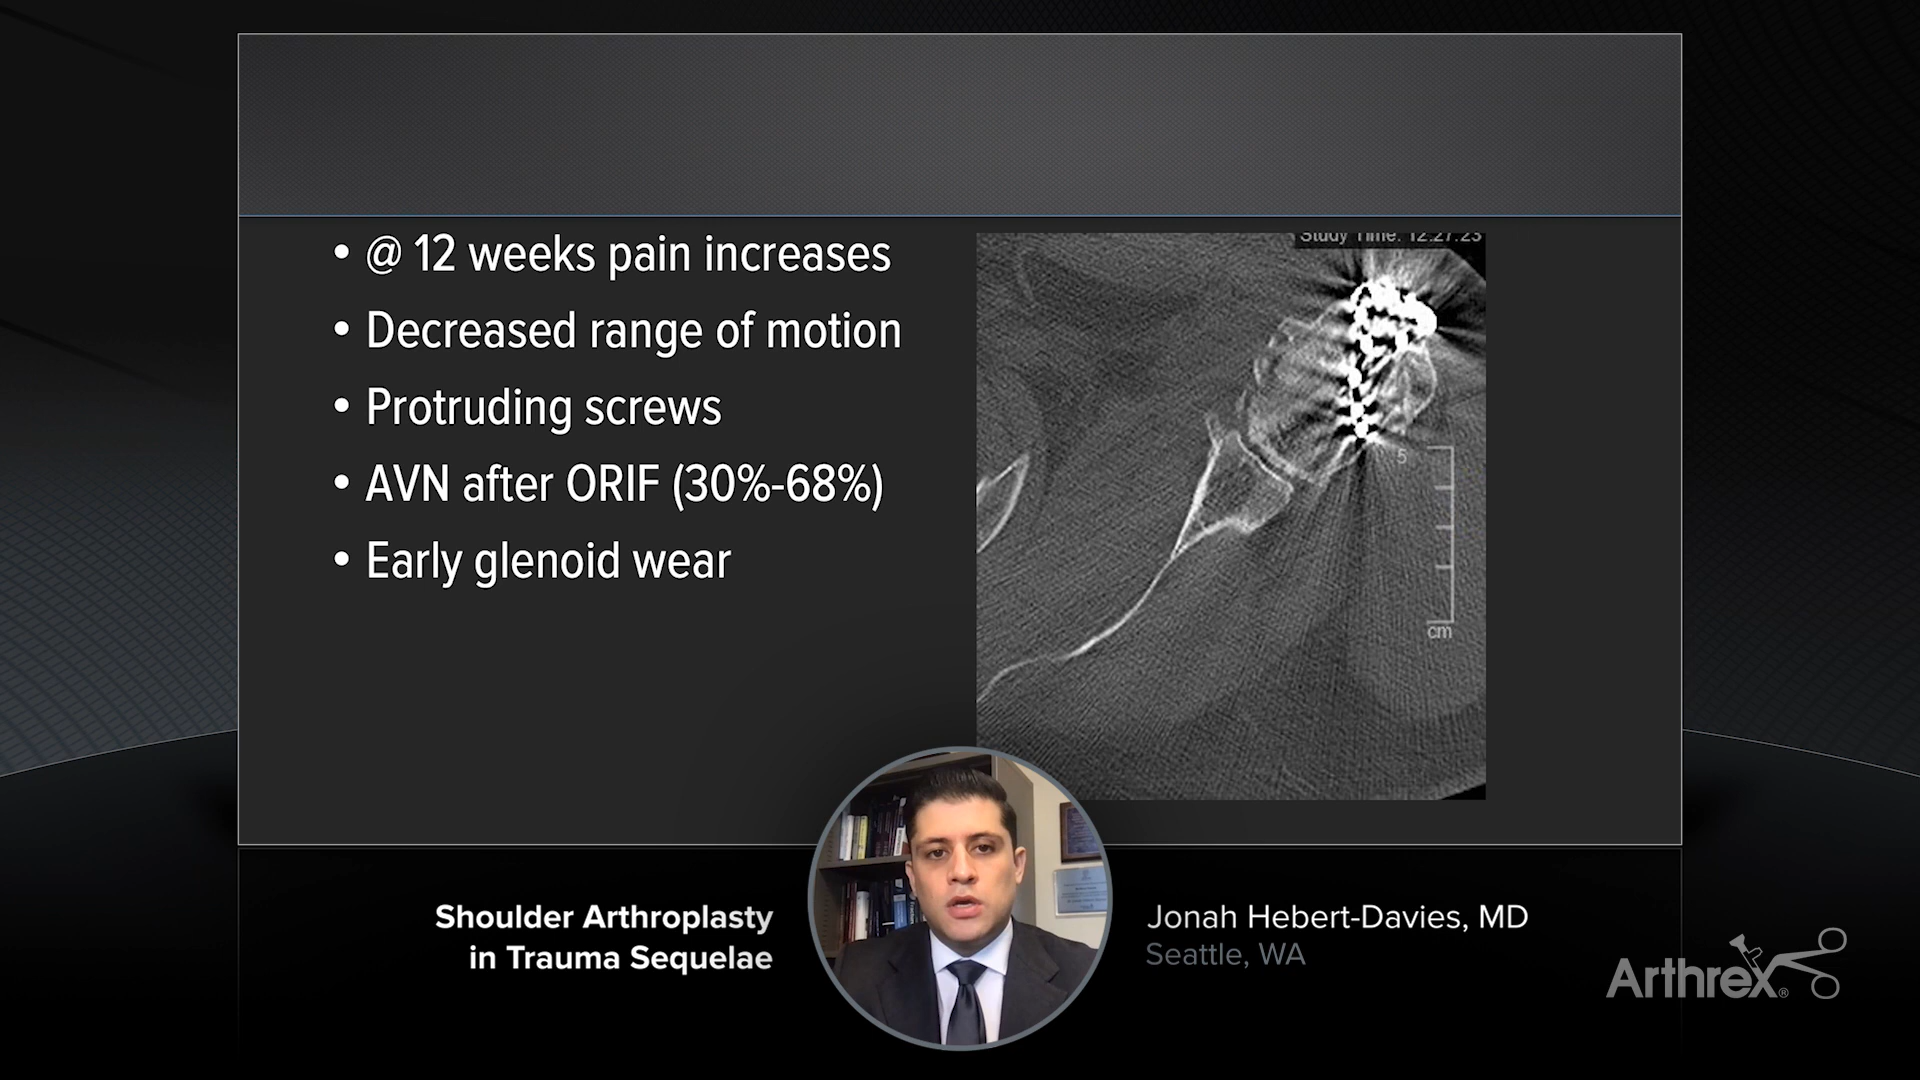 • @ 12 weeks pain increases
• Decreased range of motion
• Protruding screws
• AVN after ORIF (30%-68%)
• Early glenoid wear
Study Time: 12:27:23
5
cm
Shoulder Arthroplasty
in Trauma Sequelae
Jonah Hebert-Davies, MD
Seattle, WA
Arthrex®